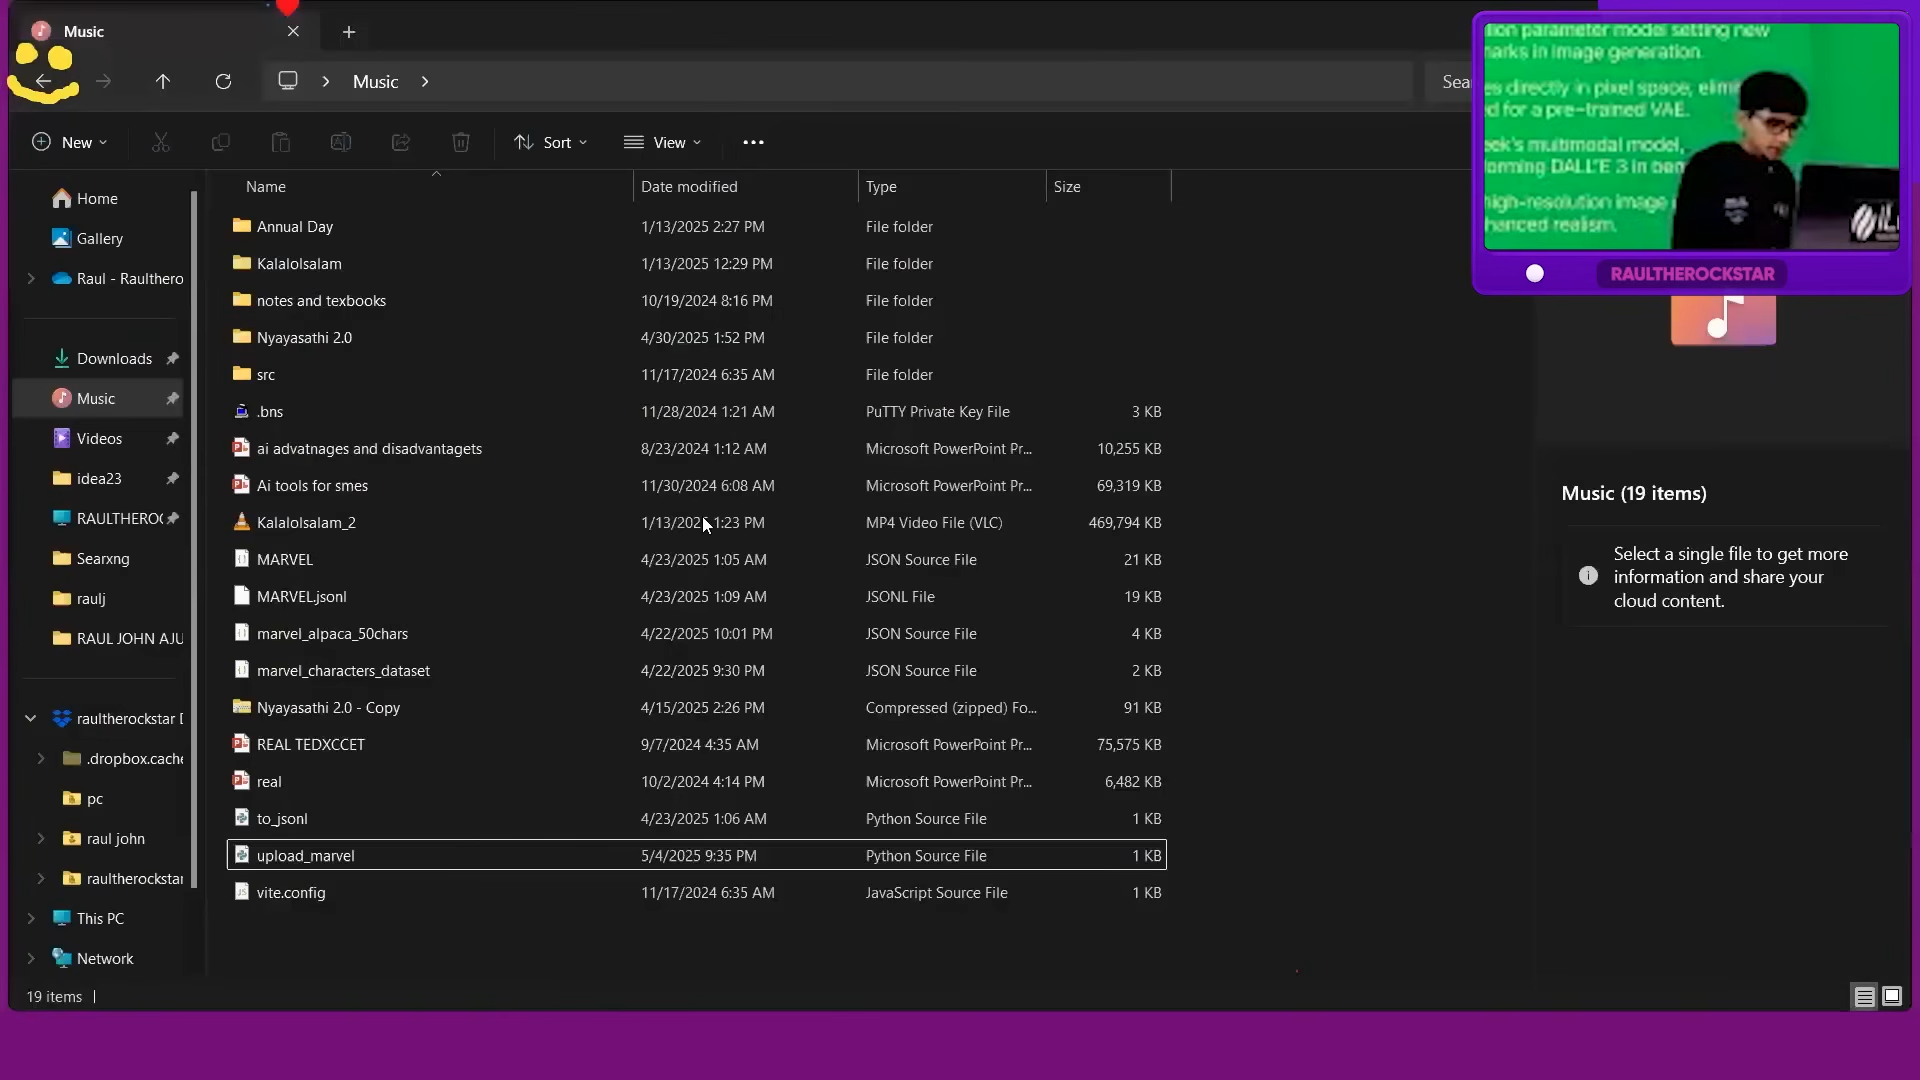 Music
Music
Sea
New
Sort
View
Name
Date modified
Type
Size
Home
Gallery
Raul - Raulthero
Downloads
Music
Videos
idea23
RAULTHEROC
Searxng
raulj
RAUL JOHN AJU
raultherockstar D
.dropbox.cache
pc
raul john
raultherockstar
This PC
Network
Annual Day 1/13/2025 2:27 PM File folder
Kalalolsalam 1/13/2025 12:29 PM File folder
notes and texbooks 10/19/2024 8:16 PM File folder
Nyayasathi 2.0 4/30/2025 1:52 PM File folder
src 11/17/2024 6:35 AM File folder
.bns 11/28/2024 1:21 AM PuTTY Private Key File 3 KB
ai advatnages and disadvantagets 8/23/2024 1:12 AM Microsoft PowerPoint Pr... 10,255 KB
Ai tools for smes 11/30/2024 6:08 AM Microsoft PowerPoint Pr... 69,319 KB
Kalalolsalam_2 1/13/2025 1:23 PM MP4 Video File (VLC) 469,794 KB
MARVEL 4/23/2025 1:05 AM JSON Source File 21 KB
MARVEL.jsonl 4/23/2025 1:09 AM JSONL File 19 KB
marvel_alpaca_50chars 4/22/2025 10:01 PM JSON Source File 4 KB
marvel_characters_dataset 4/22/2025 9:30 PM JSON Source File 2 KB
Nyayasathi 2.0 - Copy 4/15/2025 2:26 PM Compressed (zipped) Fo... 91 KB
REAL TEDXCCET 9/7/2024 4:35 AM Microsoft PowerPoint Pr... 75,575 KB
real 10/2/2024 4:14 PM Microsoft PowerPoint Pr... 6,482 KB
to_jsonl 4/23/2025 1:06 AM Python Source File 1 KB
upload_marvel 5/4/2025 9:35 PM Python Source File 1 KB
vite.config 11/17/2024 6:35 AM JavaScript Source File 1 KB
19 items
tion parameter model setting new
marks in image generation.
es directly in pixel space, elimi
d for a pre-trained VAE.
eek's multimodal model,
forming DALL'E 3 in ben
high-resolution image
hanced realism.
RAULTHEROCKSTAR
Music (19 items)
Select a single file to get more
information and share your
cloud content.